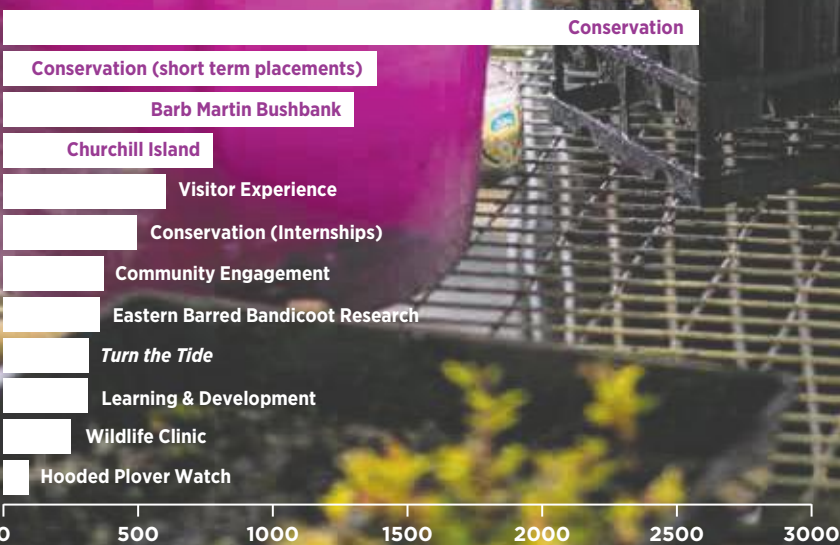 Conservation
Conservation (short term placements)
Barb Martin Bushbank
Churchill Island
Visitor Experience
Conservation (Internships)
Community Engagement
Eastern Barred Bandicoot Research
Turn the Tide
Learning & Development
Wildlife Clinic
Hooded Plover Watch
0 500 1000 1500 2000 2500 3000